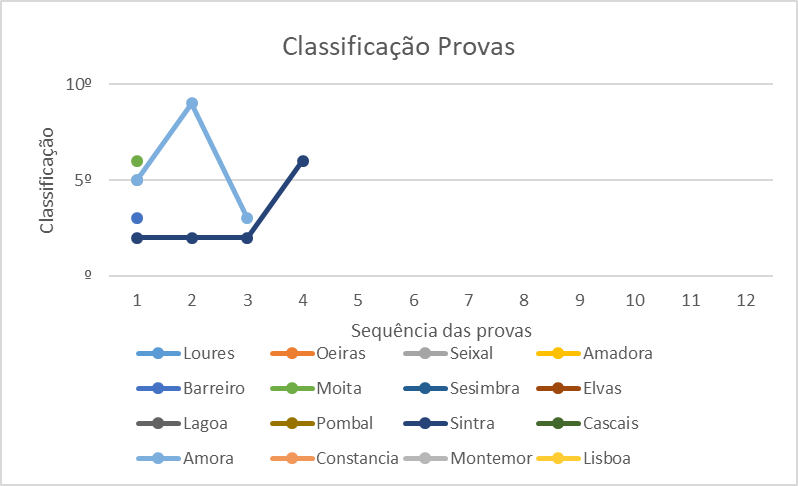 Classificação Provas
10º
5º
º
Classificação
1 2 3 4 5 6 7 8 9 10 11 12
Sequência das provas
Loures Oeiras Seixal Amadora
Barreiro Moita Sesimbra Elvas
Lagoa Pombal Sintra Cascais
Amora Constancia Montemor Lisboa